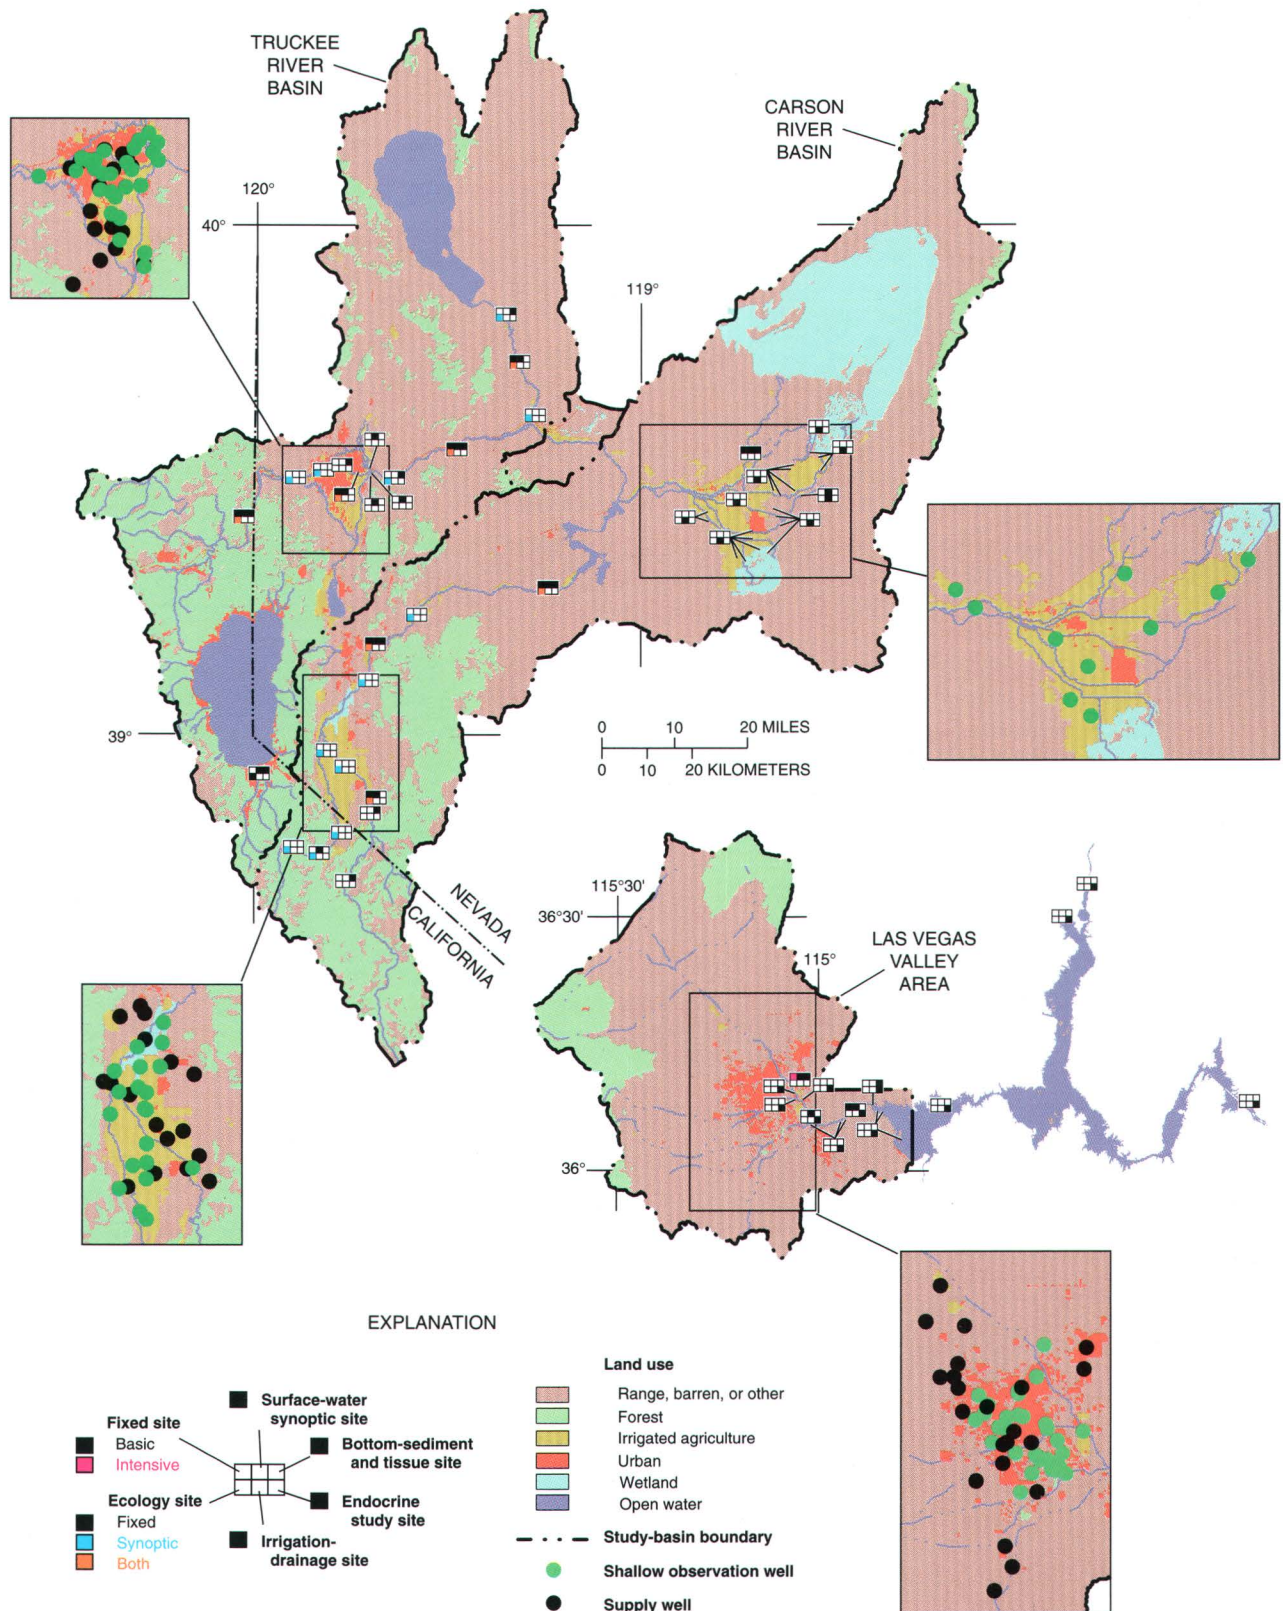 TRUCKEE
RIVER
BASIN
CARSON
RIVER
BASIN
120°
40°
119°
39°
0 10 20 MILES
0 10 20 KILOMETERS
NEVADA
CALIFORNIA
115°30'
36°30'
115°
LAS VEGAS
VALLEY
AREA
36°
EXPLANATION
Fixed site
Basic
Intensive
Ecology site
Fixed
Synoptic
Both
Surface-water
synoptic site
Bottom-sediment
and tissue site
Endocrine
study site
Irrigation-
drainage site
Land use
Range, barren, or other
Forest
Irrigated agriculture
Urban
Wetland
Open water
Study-basin boundary
Shallow observation well
Supply well